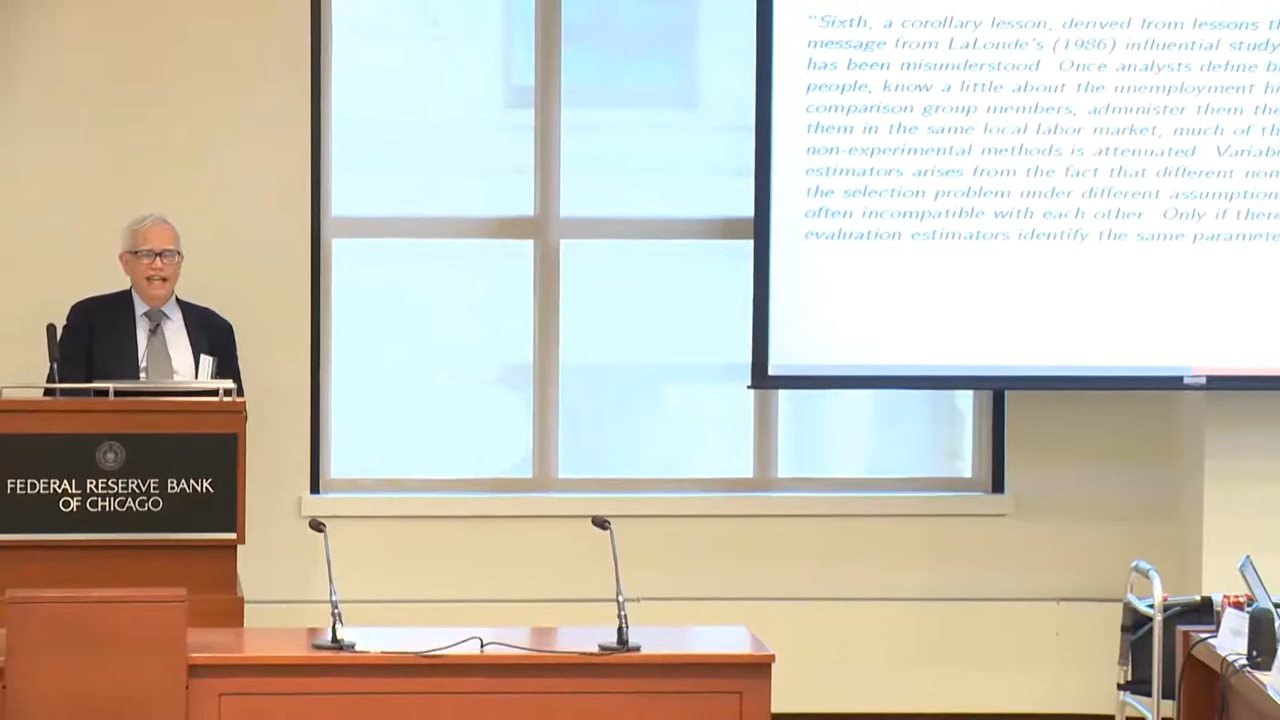 "Sixth, a corollary lesson, derived from lessons
message from LaLonde's (1986) influential study
has been misunderstood Once analysts define
people, know a little about the unemployment
comparison group members, administer them
them in the same local labor market, much of
non-experimental methods is attenuated Variabi
estimators arises from the fact that different non
the selection problem under different assumption
often incompatible with each other Only if there
evaluation estimators identify the same paramete
FEDERAL RESERVE BANK
OF CHICAGO